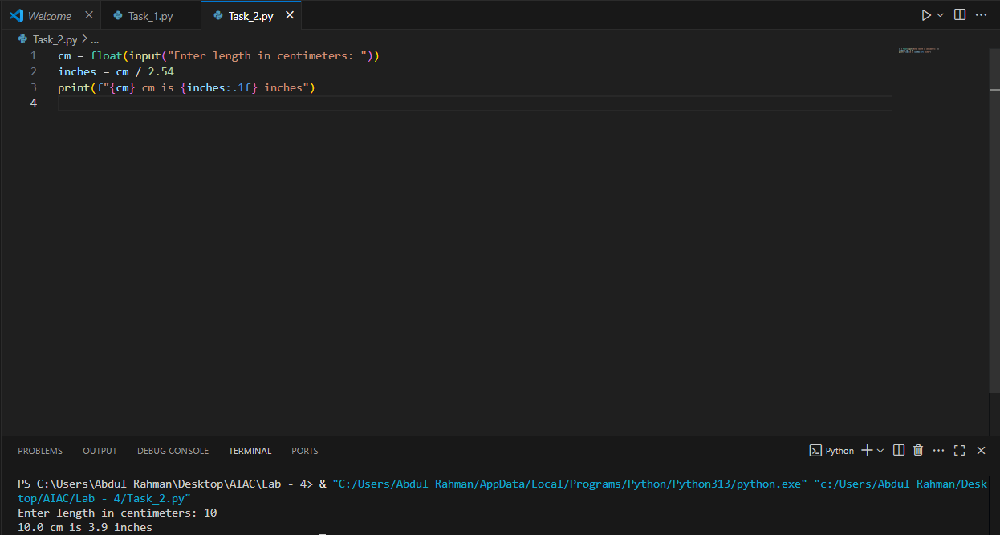 Welcome Task_1.py Task_2.py
Task_2.py > ...
1 cm = float(input("Enter length in centimeters: "))
2 inches = cm / 2.54
3 print(f"{cm} cm is {inches:.1f} inches")
4
PROBLEMS OUTPUT DEBUG CONSOLE TERMINAL PORTS Python
PS C:\Users\Abdul Rahman\Desktop\AIAC\Lab - 4> & "C:/Users/Abdul Rahman/AppData/Local/Programs/Python/Python313/python.exe" "c:/Users/Abdul Rahman/Desk
top/AIAC/Lab - 4/Task_2.py"
Enter length in centimeters: 10
10.0 cm is 3.9 inches